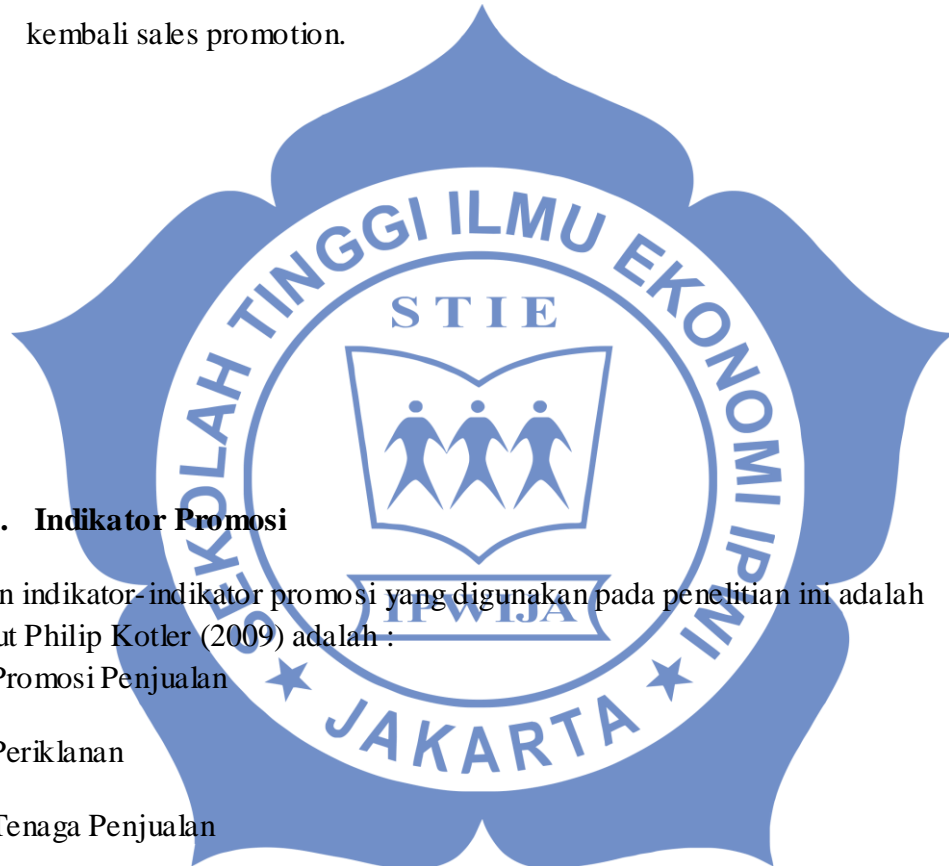 kembali sales promotion.
SEKOLAH TINGGI ILMU EKONOMI IPWI
STIE
. Indikator Promosi
n indikator-indikator promosi yang digunakan pada penelitian ini adalah
IPWIJA
ut Philip Kotler (2009) adalah :
Promosi Penjualan
JAKARTA
Periklanan
Tenaga Penjualan